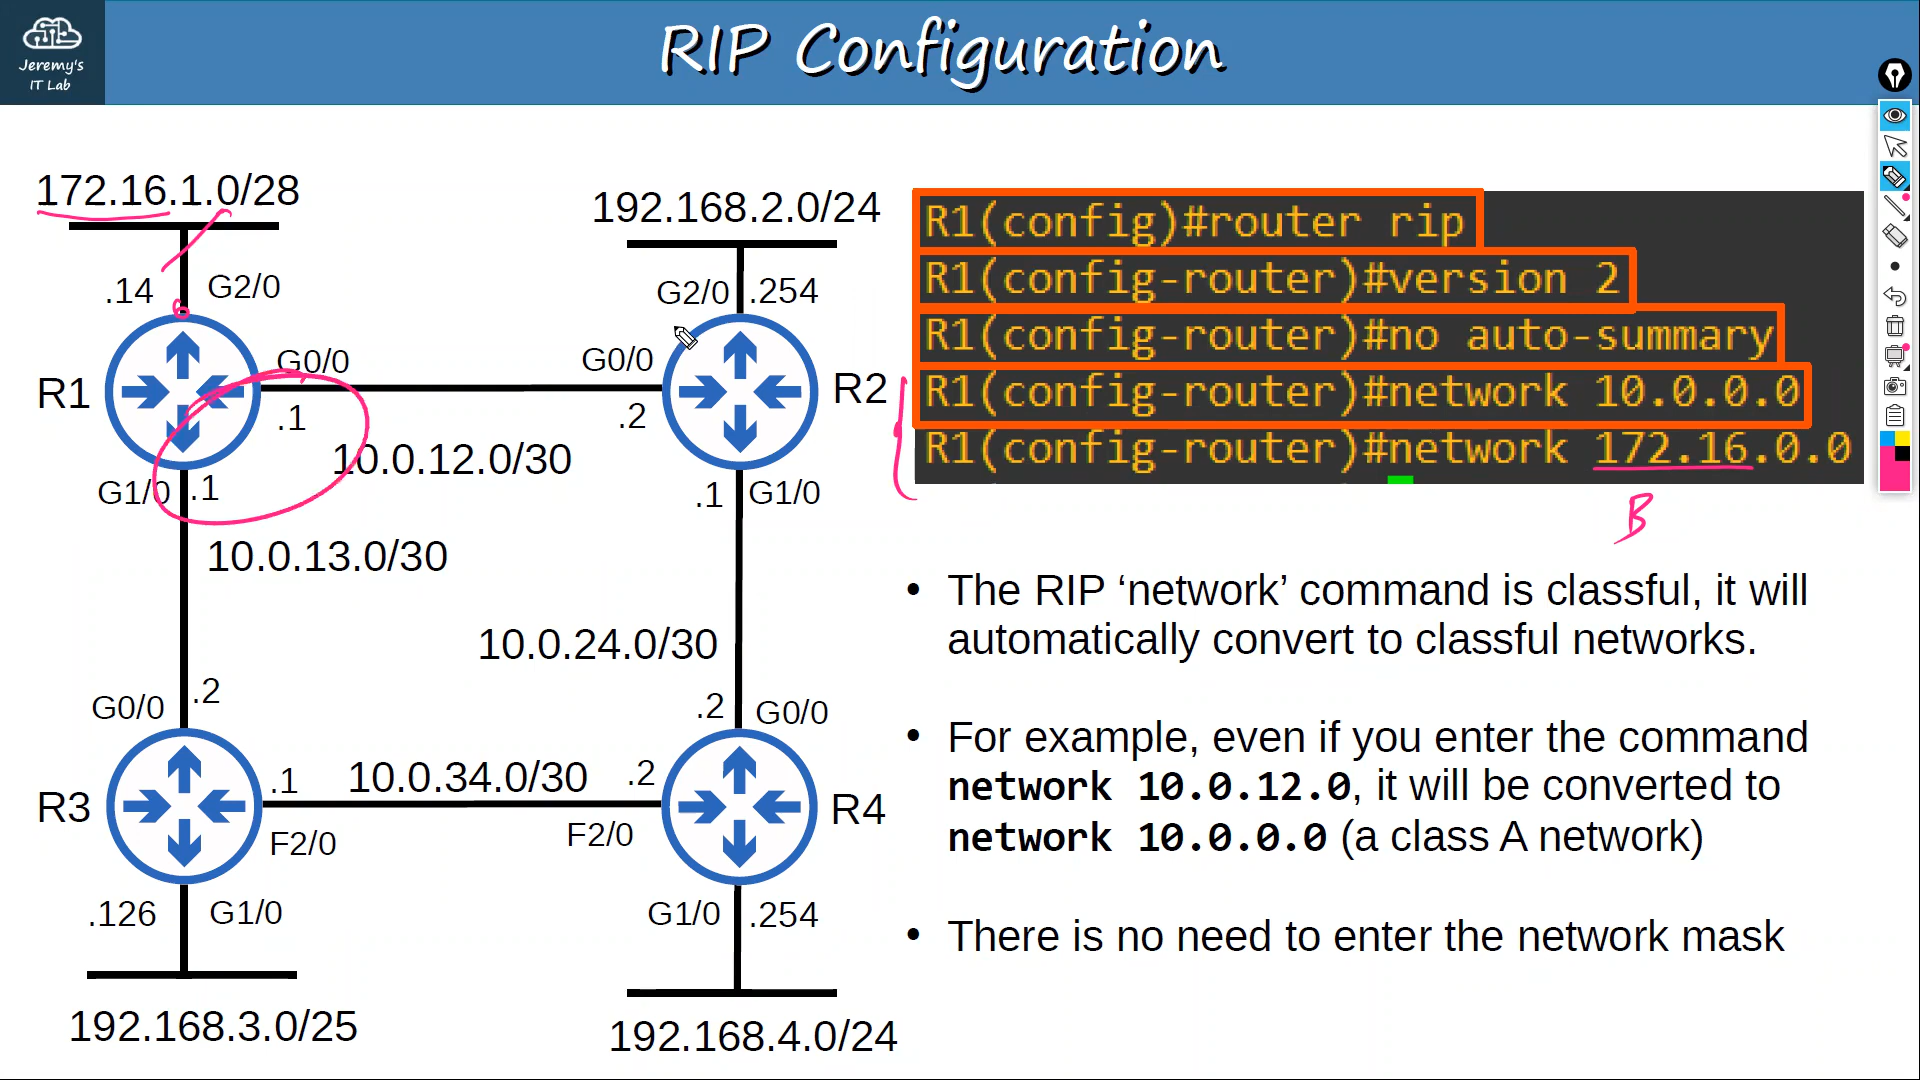 Jeremy's
IT Lab
RIP Configuration
172.16.1.0/28
192.168.2.0/24
.14 G2/0
G2/0 .254
R1
G0/0
G0/0
R2
.1
.2
10.0.12.0/30
G1/0 .1
.1 G1/0
10.0.13.0/30
10.0.24.0/30
G0/0 .2
.2 G0/0
R3
.1
10.0.34.0/30
.2
R4
F2/0
F2/0
.126 G1/0
G1/0 .254
192.168.3.0/25
192.168.4.0/24
R1(config)#router rip
R1(config-router)#version 2
R1(config-router)#no auto-summary
R1(config-router)#network 10.0.0.0
R1(config-router)#network 172.16.0.0
B
• The RIP ‘network’ command is classful, it will
automatically convert to classful networks.
• For example, even if you enter the command
network 10.0.12.0, it will be converted to
network 10.0.0.0 (a class A network)
• There is no need to enter the network mask